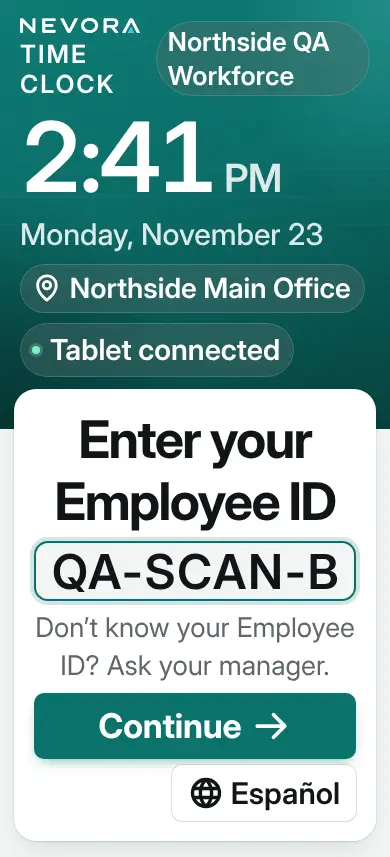 NEVORA
TIME
CLOCK
Northside QA
Workforce
2:41 PM
Monday, November 23
Northside Main Office
Tablet connected
Enter your
Employee ID
QA-SCAN-B
Don’t know your Employee
ID? Ask your manager.
Continue →
Español